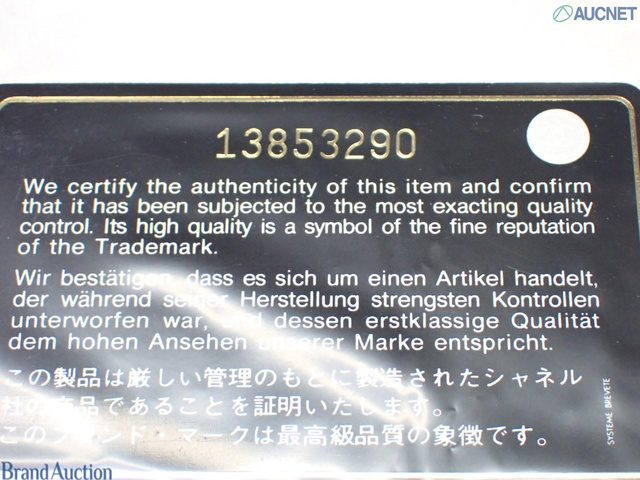 AUCNET
13853290
We certify the authenticity of this item and confirm
that it has been subjected to the most exacting quality
control. Its high quality is a symbol of the fine reputation
of the Trademark.
Wir bestätigen, dass es sich um einen Artikel handelt,
der während seiner Herstellung strengsten Kontrollen
unterworfen war, und dessen erstklassige Qualität
dem hohen Ansehen unserer Marke entspricht.
この製品は厳しい管理のもとに製造されたシャネル
社の商品であることを証明いたします。
このブランド・マークは最高級品質の象徴です。
SYSTEME BREVETE
Brand Auction